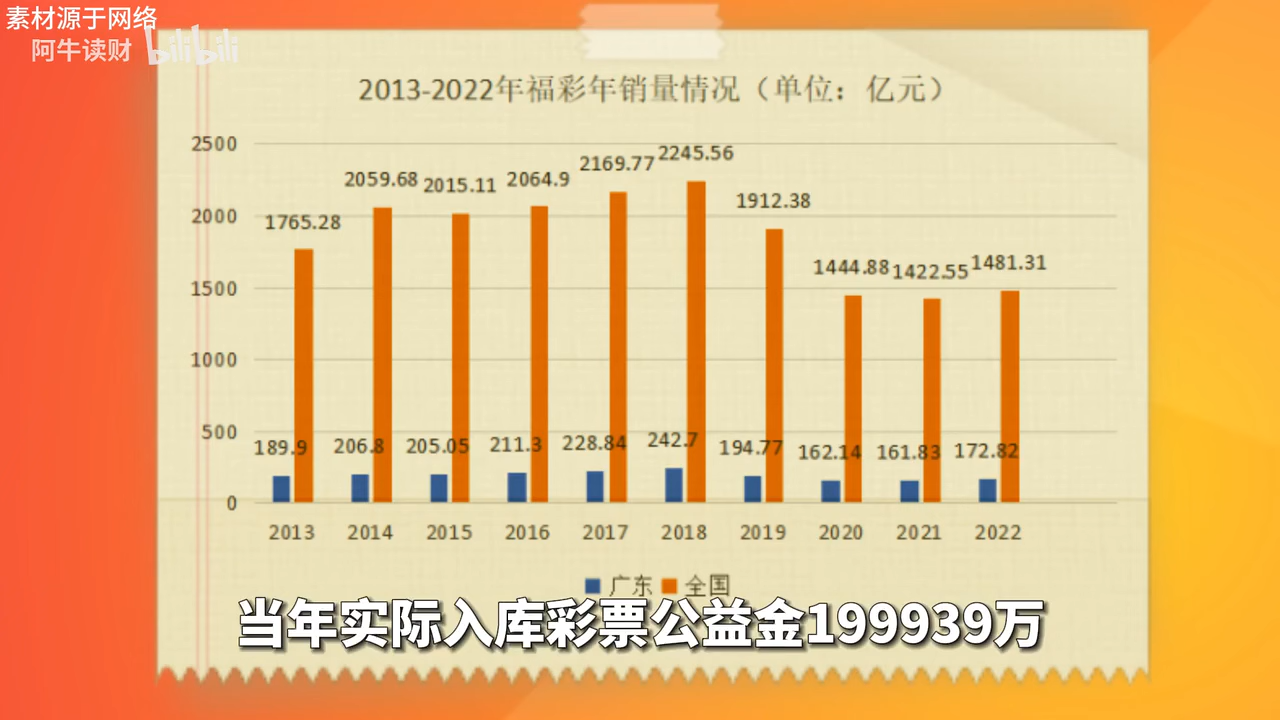 素材源于网络
阿牛读财 bilibili
2013-2022年福彩年销量情况（单位：亿元）
2500
2000
1500
1000
500
0
1765.28 2059.68 2015.11 2064.9 2169.77 2245.56 1912.38 1444.88 1422.55 1481.31
189.9 206.8 205.05 211.3 228.84 242.7 194.77 162.14 161.83 172.82
2013 2014 2015 2016 2017 2018 2019 2020 2021 2022
广东 全国
当年实际入库彩票公益金199939万